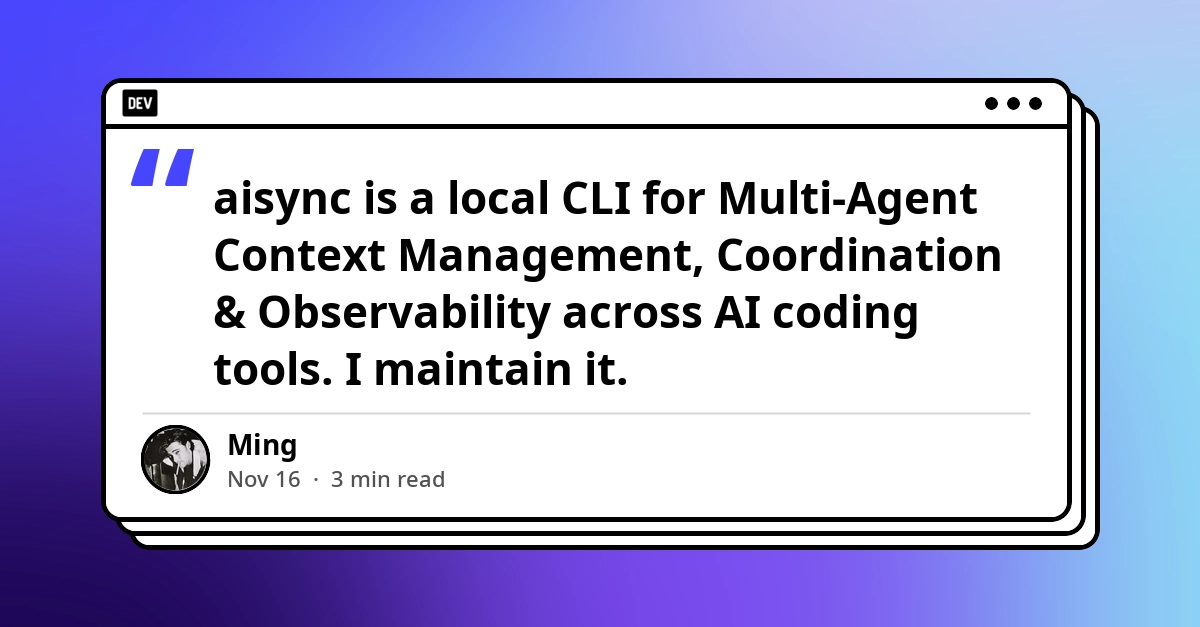 DEV
“ aisync is a local CLI for Multi-Agent
Context Management, Coordination
& Observability across AI coding
tools. I maintain it.
Ming
Nov 16 · 3 min read